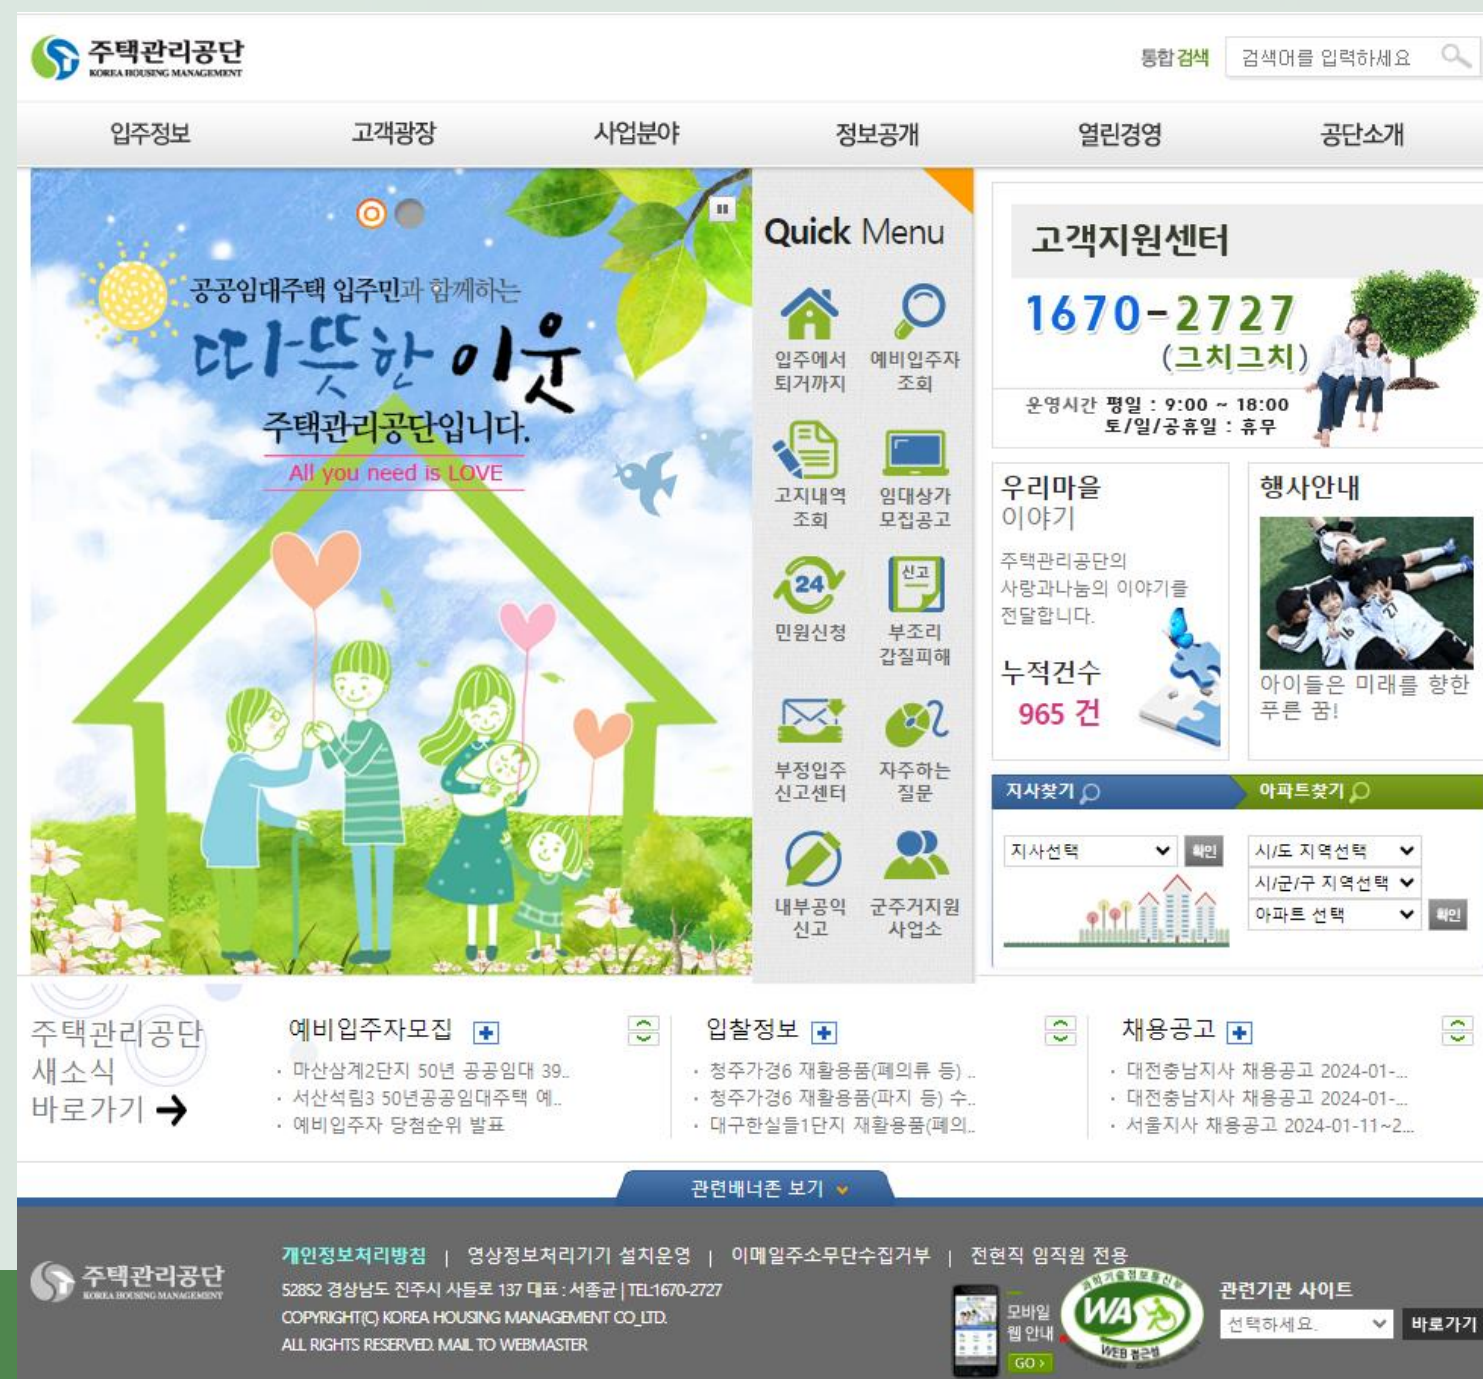 주택관리공단
KOREA HOUSING MANAGEMENT
통합검색
검색어를 입력하세요
입주정보
고객광장
사업분야
정보공개
열린경영
공단소개
공공임대주택 입주민과 함께하는
따뜻한 이웃
주택관리공단입니다.
All you need is LOVE
Quick Menu
입주에서
퇴거까지
예비입주자
조회
고지내역
조회
임대상가
모집공고
24
민원신청
신고
부조리
갑질피해
부정입주
신고센터
자주하는
질문
내부공익
신고
군주거지원
사업소
고객지원센터
1670-2727
(그치그치)
운영시간 평일 : 9:00 ~ 18:00
토/일/공휴일 : 휴무
우리마을
이야기
주택관리공단의
사랑과나눔의 이야기를
전달합니다.
누적건수
965 건
행사안내
아이들은 미래를 향한
푸른 꿈!
지사찾기
아파트찾기
지사선택
확인
시/도 지역선택
시/군/구 지역선택
아파트 선택
확인
주택관리공단
새소식
바로가기
예비입주자모집
· 마산삼계2단지 50년 공공임대 39..
· 서산석림3 50년공공임대주택 예..
· 예비입주자 당첨순위 발표
입찰정보
· 청주가경6 재활용품(폐의류 등) ..
· 청주가경6 재활용품(파지 등) 수..
· 대구한실들1단지 재활용품(폐의..
채용공고
· 대전충남지사 채용공고 2024-01-...
· 대전충남지사 채용공고 2024-01-...
· 서울지사 채용공고 2024-01-11~2...
관련배너존 보기
주택관리공단
KOREA HOUSING MANAGEMENT
개인정보처리방침 | 영상정보처리기기 설치운영 | 이메일주소무단수집거부 | 전현직 임직원 전용
52852 경상남도 진주시 사들로 137 대표 : 서종균 | TEL:1670-2727
COPYRIGHT(C) KOREA HOUSING MANAGEMENT CO.,LTD.
ALL RIGHTS RESERVED. MAIL TO WEBMASTER
모바일
웹 안내
GO >
과학기술정보통신부
WA
WEB 접근성
관련기관 사이트
선택하세요.
바로가기